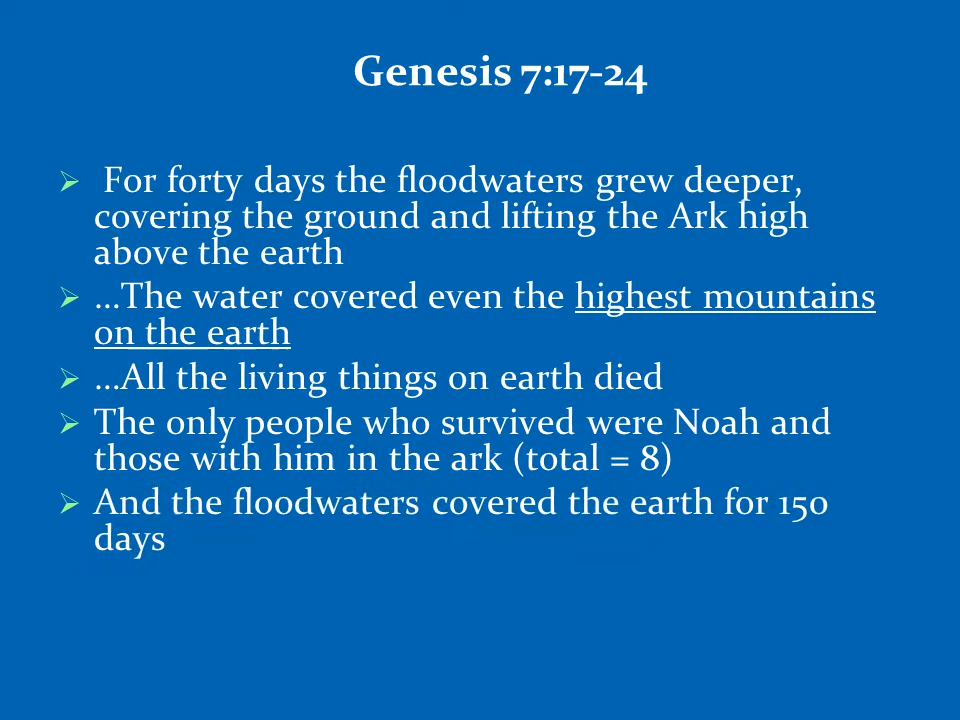 Genesis 7:17-24
➢ For forty days the floodwaters grew deeper,
covering the ground and lifting the Ark high
above the earth
➢ …The water covered even the highest mountains
on the earth
➢ …All the living things on earth died
➢ The only people who survived were Noah and
those with him in the ark (total = 8)
➢ And the floodwaters covered the earth for 150
days